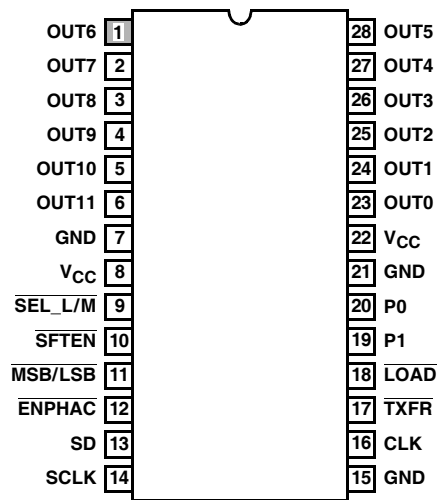 OUT6 1 28 OUT5
OUT7 2 27 OUT4
OUT8 3 26 OUT3
OUT9 4 25 OUT2
OUT10 5 24 OUT1
OUT11 6 23 OUT0
GND 7 22 VCC
VCC 8 21 GND
SEL_L/M 9 20 P0
SFTEN 10 19 P1
MSB/LSB 11 18 LOAD
ENPHAC 12 17 TXFR
SD 13 16 CLK
SCLK 14 15 GND